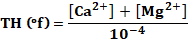 TH (°f) = [Ca²⁺] + [Mg²⁺] / 10⁻⁴